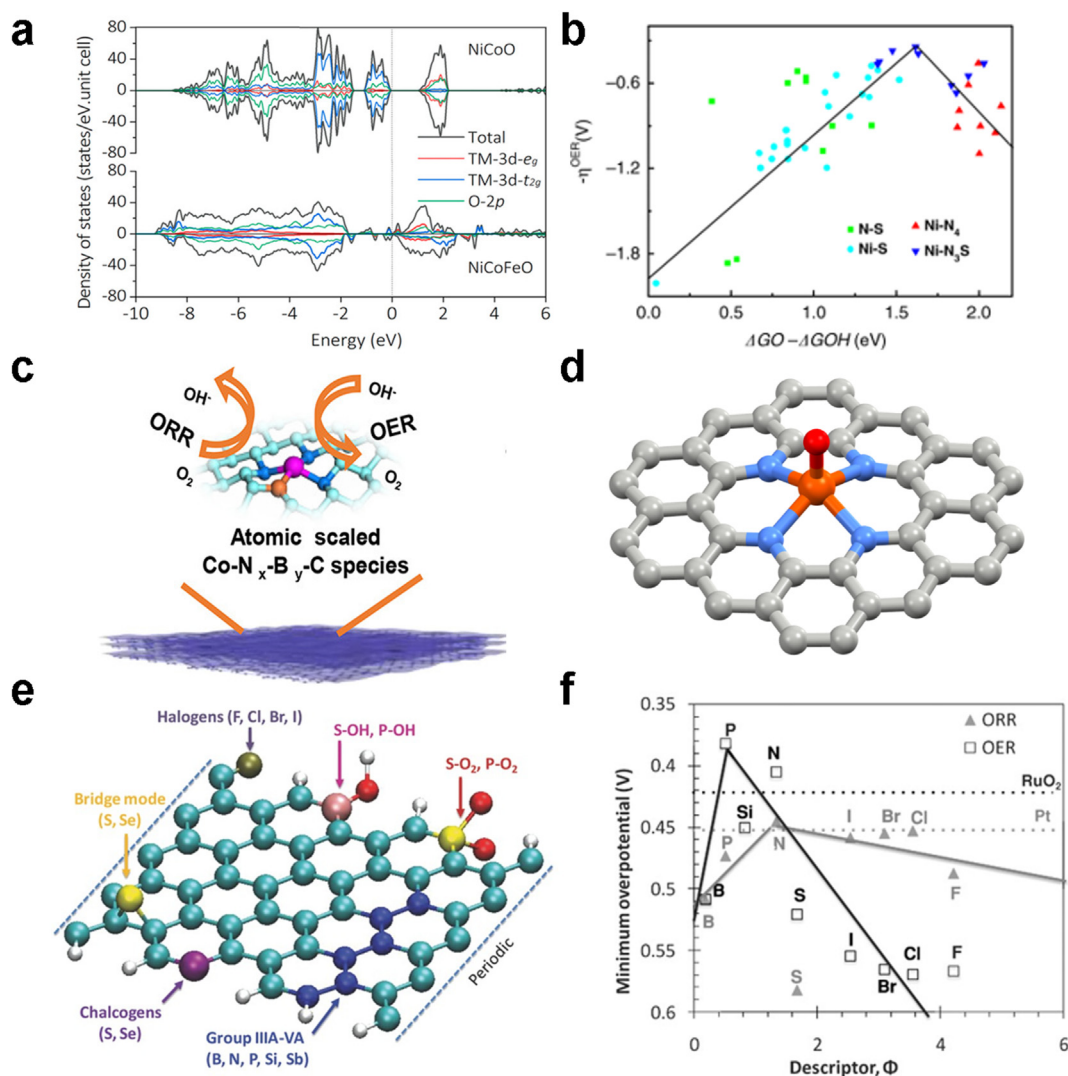 a
Density of states (states/eV.unit cell)
80
40
0
-40
-80
40
0
-40
-80
NiCoO
Total
TM-3d-eg
TM-3d-t2g
O-2p
NiCoFeO
-10 -8 -6 -4 -2 0 2 4 6
Energy (eV)
b
-ηOER(V)
-0.6
-1.2
-1.8
N-S
Ni-S
Ni-N4
Ni-N3S
0.0 0.5 1.0 1.5 2.0
ΔGO – ΔGOH (eV)
c
OH-
OH-
ORR
OER
O2
O2
Atomic scaled
Co-N x-B y-C species
d
e
Halogens (F, Cl, Br, I)
S-OH, P-OH
S-O2, P-O2
Bridge mode
(S, Se)
Periodic
Chalcogens
(S, Se)
Group IIIA-VA
(B, N, P, Si, Sb)
f
Minimum overpotential (V)
0.35
0.4
0.45
0.5
0.55
0.6
ORR
OER
P
N
RuO2
Si
I
Br
Cl
Pt
P
N
F
B
B
S
I
Br
Cl
F
S
0 2 4 6
Descriptor, Φ